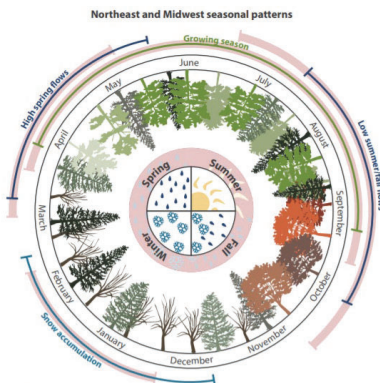 Northeast and Midwest seasonal patterns
Growing season
High spring flows
Low summer/fall flows
Snow accumulation
June
July
August
September
October
November
December
January
February
March
April
May
Spring
Summer
Winter
Fall